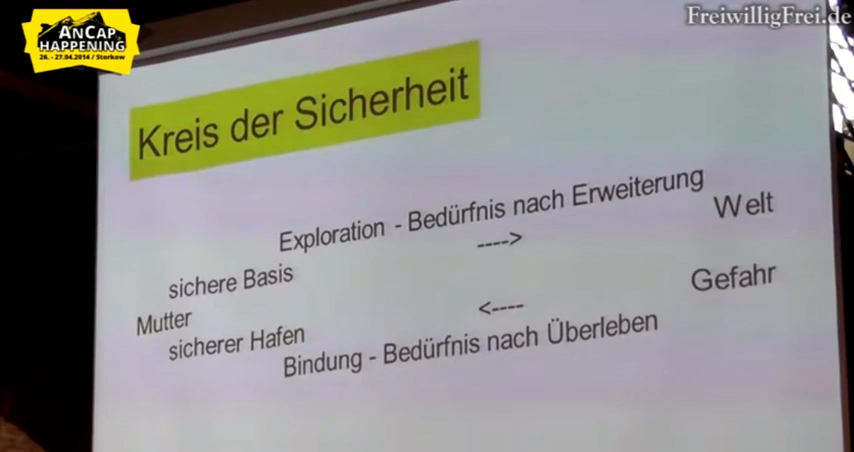 AnCap
Happening
26. - 27.04.2014 / Storkow
FreiwilligFrei.de
Kreis der Sicherheit
Exploration - Bedürfnis nach Erweiterung
Welt
---->
sichere Basis
Mutter
Gefahr
<----
sicherer Hafen
Bindung - Bedürfnis nach Überleben